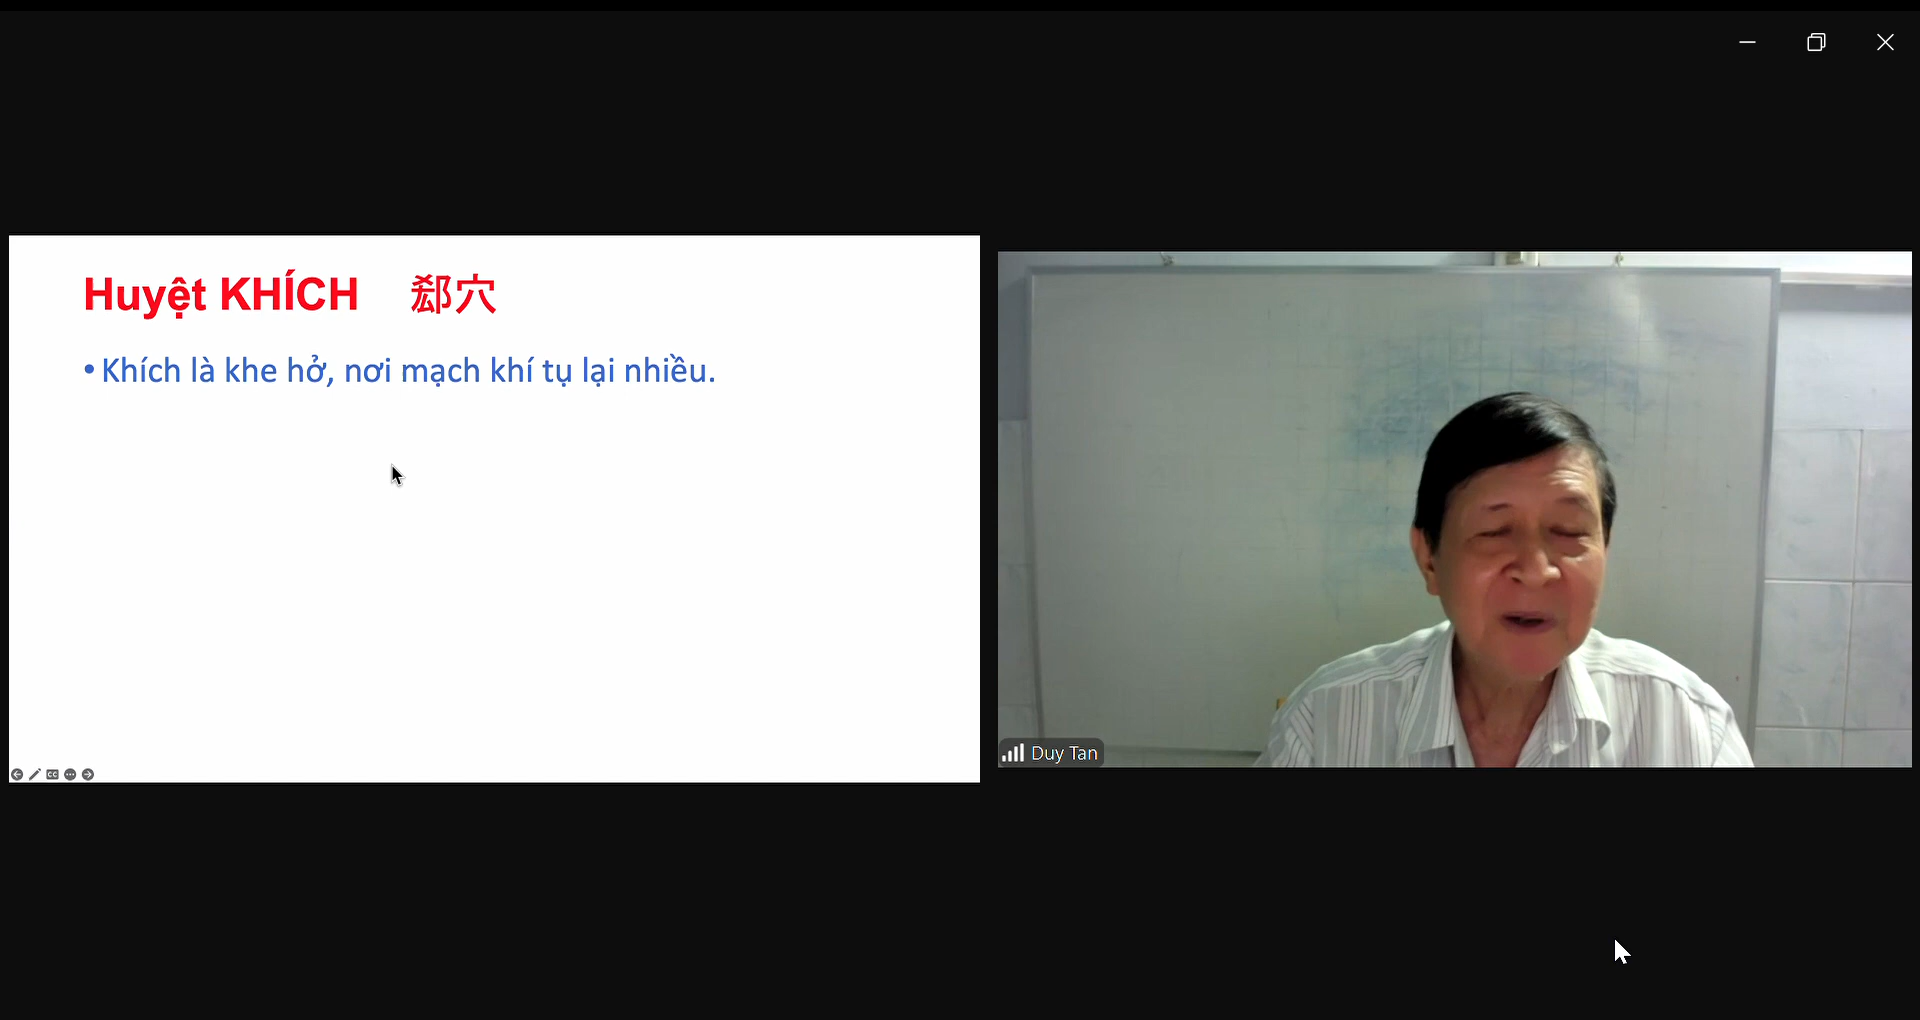 Huyệt KHÍCH 郄穴
• Khích là khe hở, nơi mạch khí tụ lại nhiều.
Duy Tan